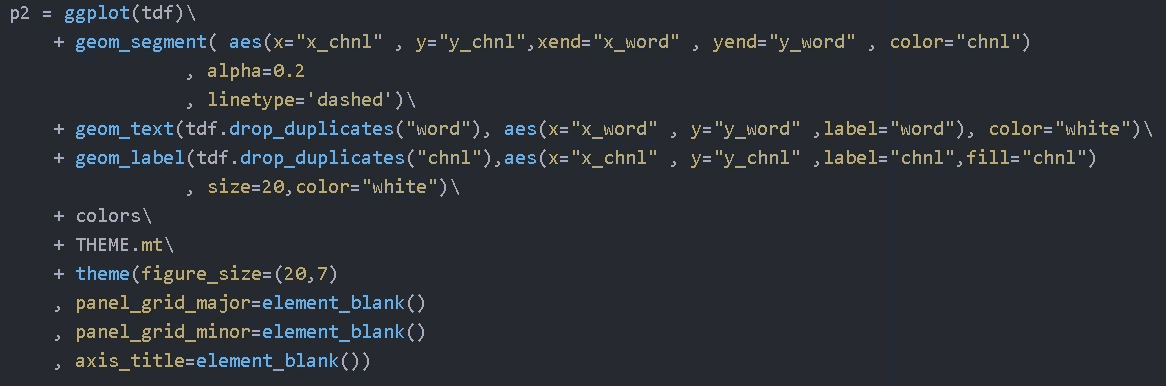 p2 = ggplot(tdf)\
+ geom_segment( aes(x="x_chnl" , y="y_chnl",xend="x_word" , yend="y_word" , color="chnl")
, alpha=0.2
, linetype='dashed')\
+ geom_text(tdf.drop_duplicates("word"), aes(x="x_word" , y="y_word" ,label="word"), color="white")\
+ geom_label(tdf.drop_duplicates("chnl"),aes(x="x_chnl" , y="y_chnl" ,label="chnl",fill="chnl")
, size=20,color="white")\
+ colors\
+ THEME.mt\
+ theme(figure_size=(20,7)
, panel_grid_major=element_blank()
, panel_grid_minor=element_blank()
, axis_title=element_blank())